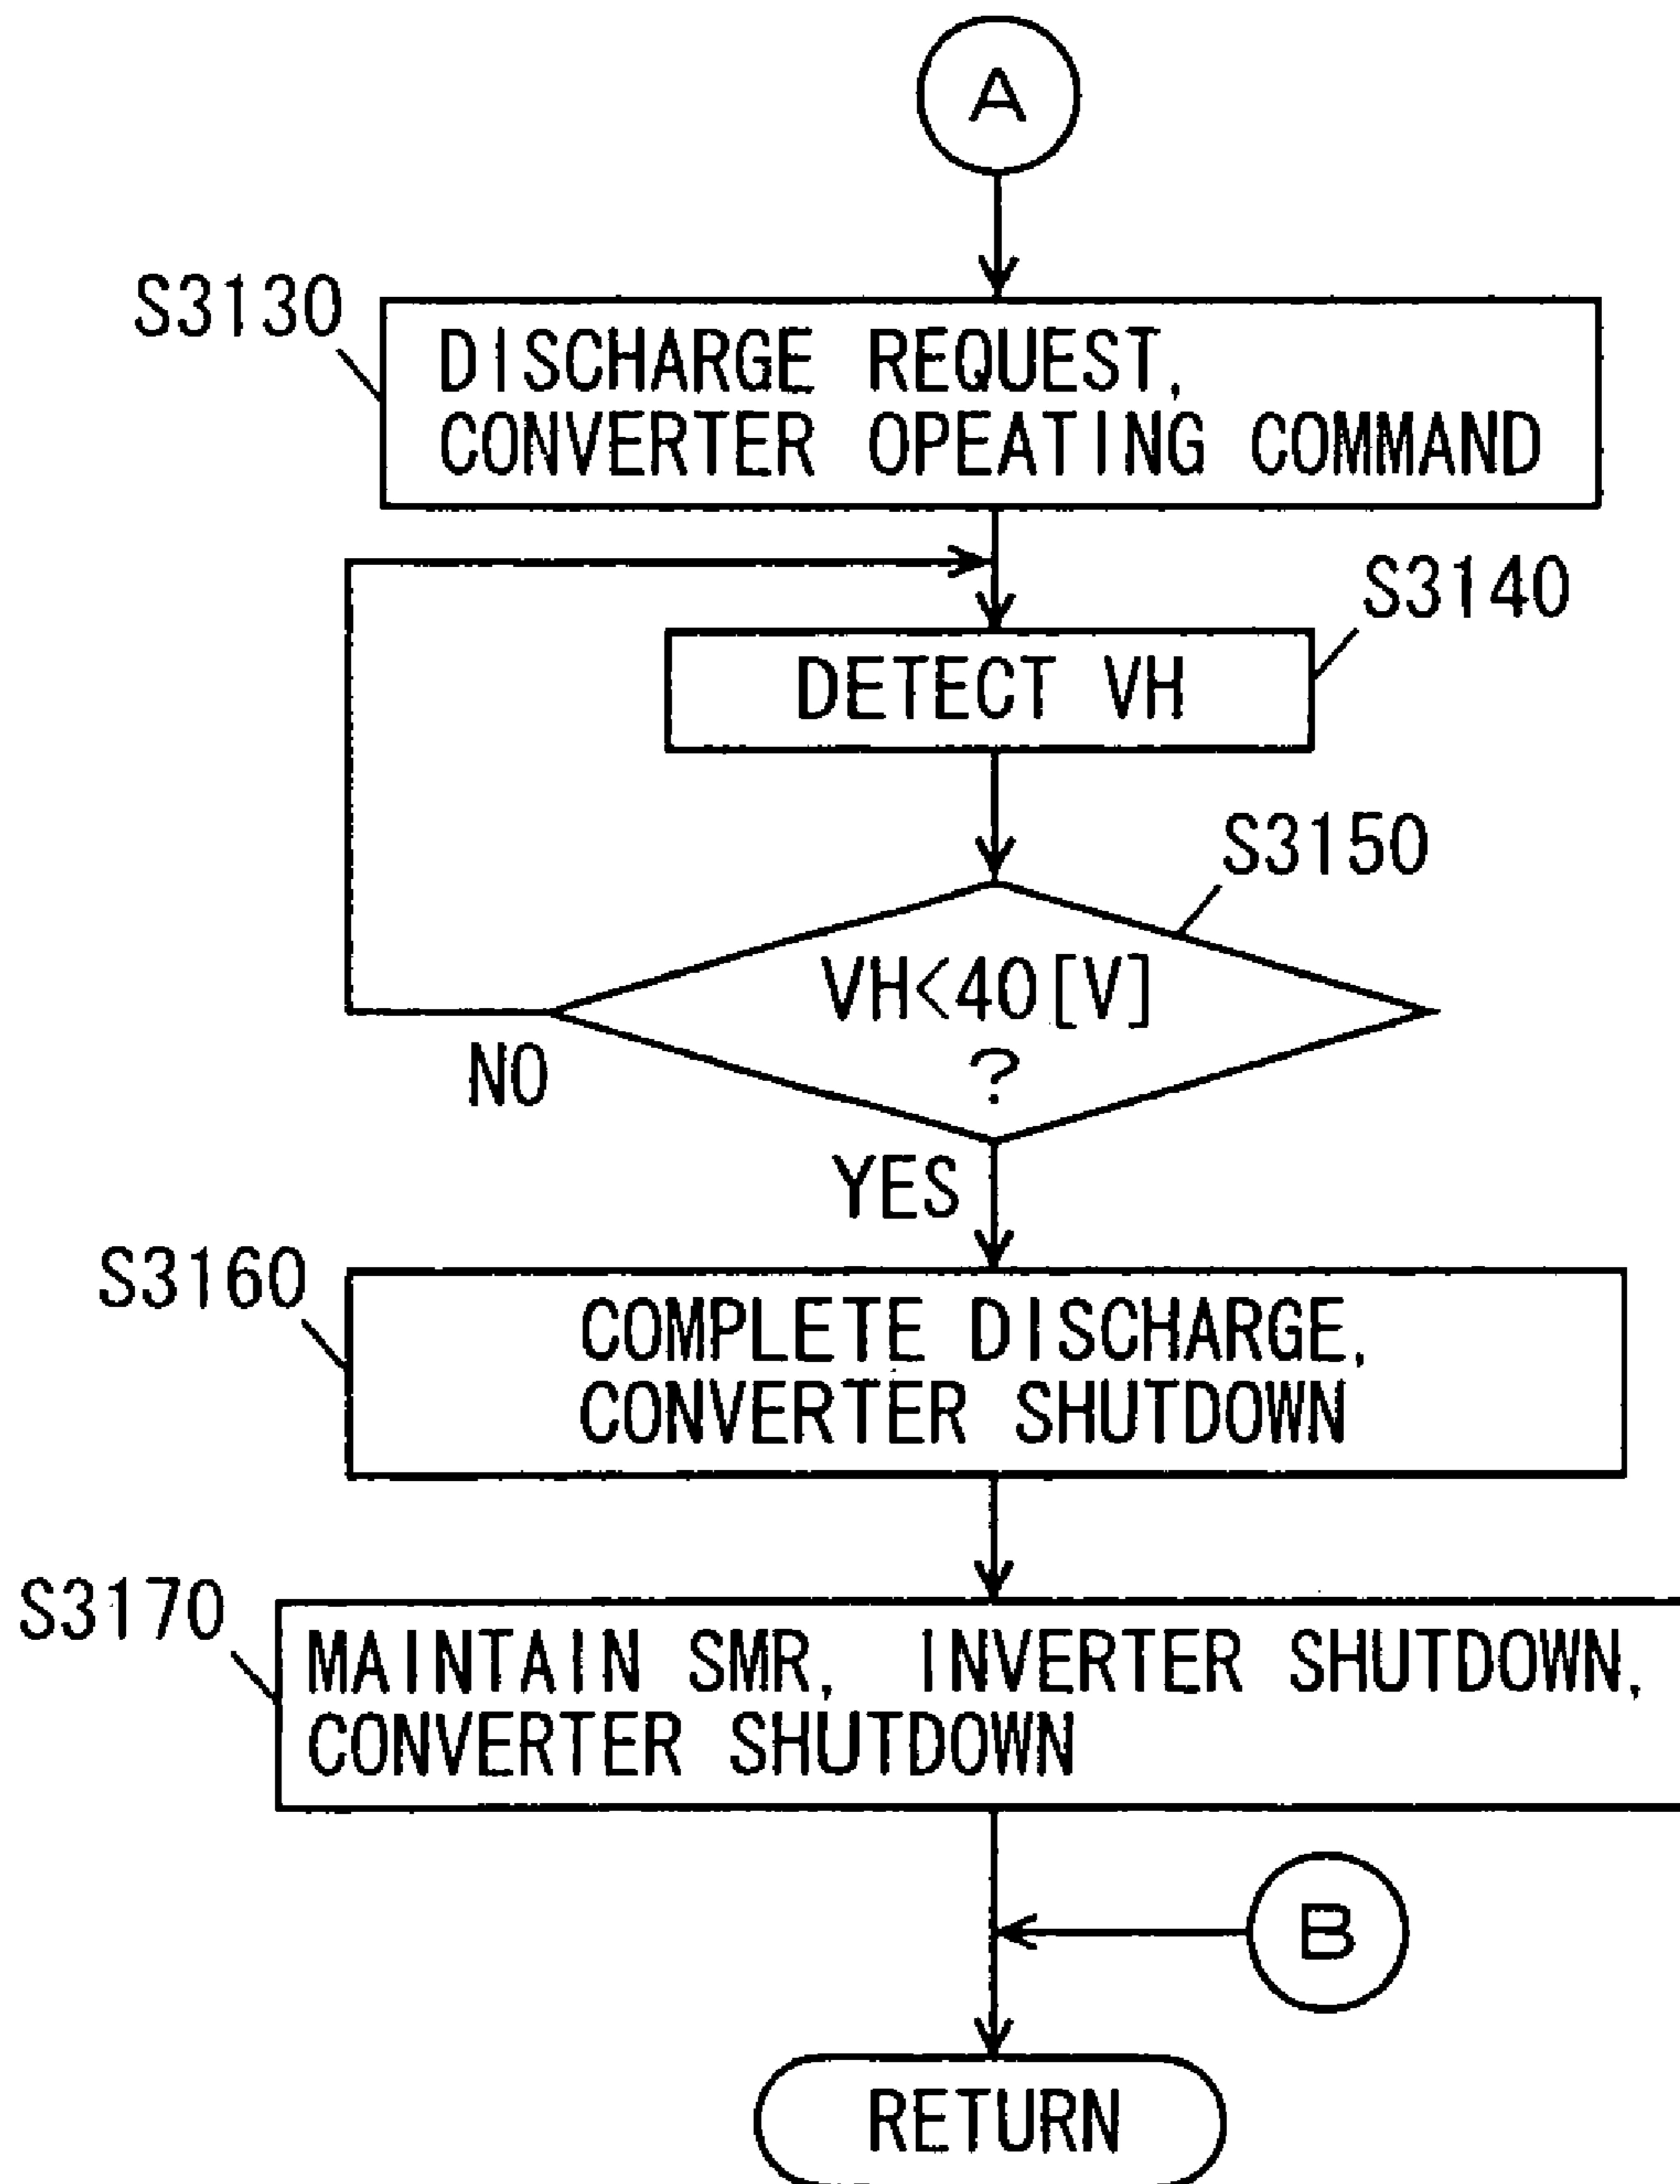 A
S3130
DISCHARGE REQUEST,
CONVERTER OPEATING COMMAND
S3140
DETECT VH
S3150
VH<40[V]
?
NO
YES
S3160
COMPLETE DISCHARGE,
CONVERTER SHUTDOWN
S3170
MAINTAIN SMR, INVERTER SHUTDOWN,
CONVERTER SHUTDOWN
B
RETURN